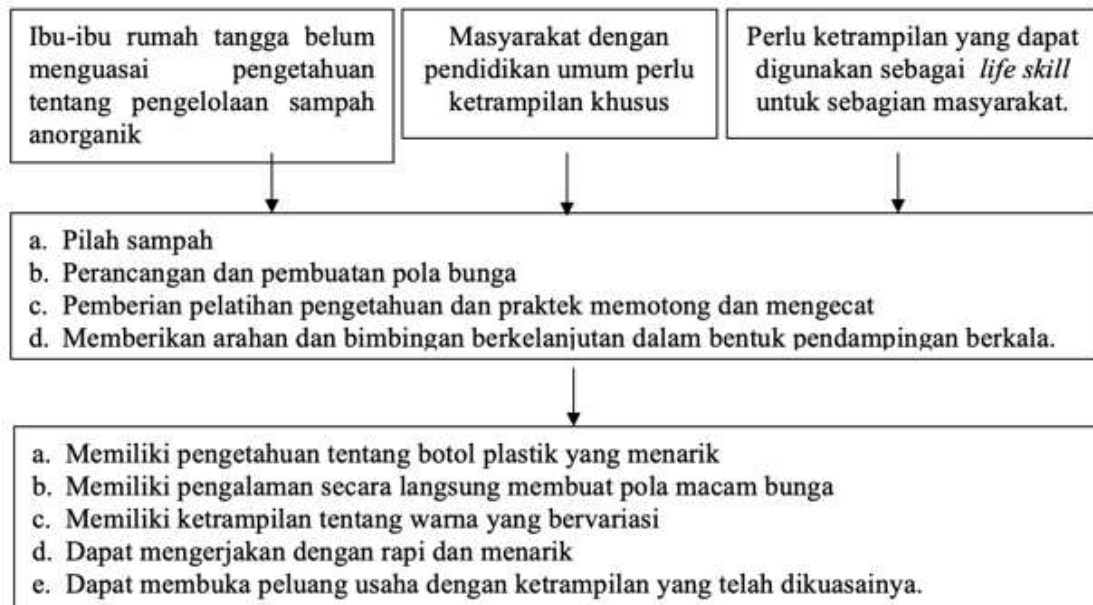 Ibu-ibu rumah tangga belum
menguasai pengetahuan
tentang pengelolaan sampah
anorganik
Masyarakat dengan
pendidikan umum perlu
ketrampilan khusus
Perlu ketrampilan yang dapat
digunakan sebagai life skill
untuk sebagian masyarakat.
a. Pilah sampah
b. Perancangan dan pembuatan pola bunga
c. Pemberian pelatihan pengetahuan dan praktek memotong dan mengecat
d. Memberikan arahan dan bimbingan berkelanjutan dalam bentuk pendampingan berkala.
a. Memiliki pengetahuan tentang botol plastik yang menarik
b. Memiliki pengalaman secara langsung membuat pola macam bunga
c. Memiliki ketrampilan tentang warna yang bervariasi
d. Dapat mengerjakan dengan rapi dan menarik
e. Dapat membuka peluang usaha dengan ketrampilan yang telah dikuasainya.